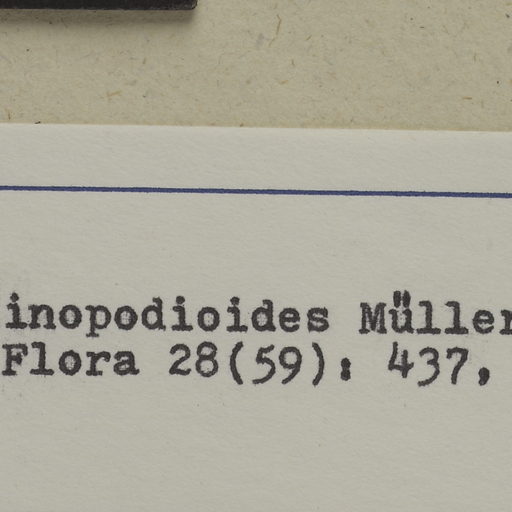 inopodioides Müller
Flora 28(59): 437,